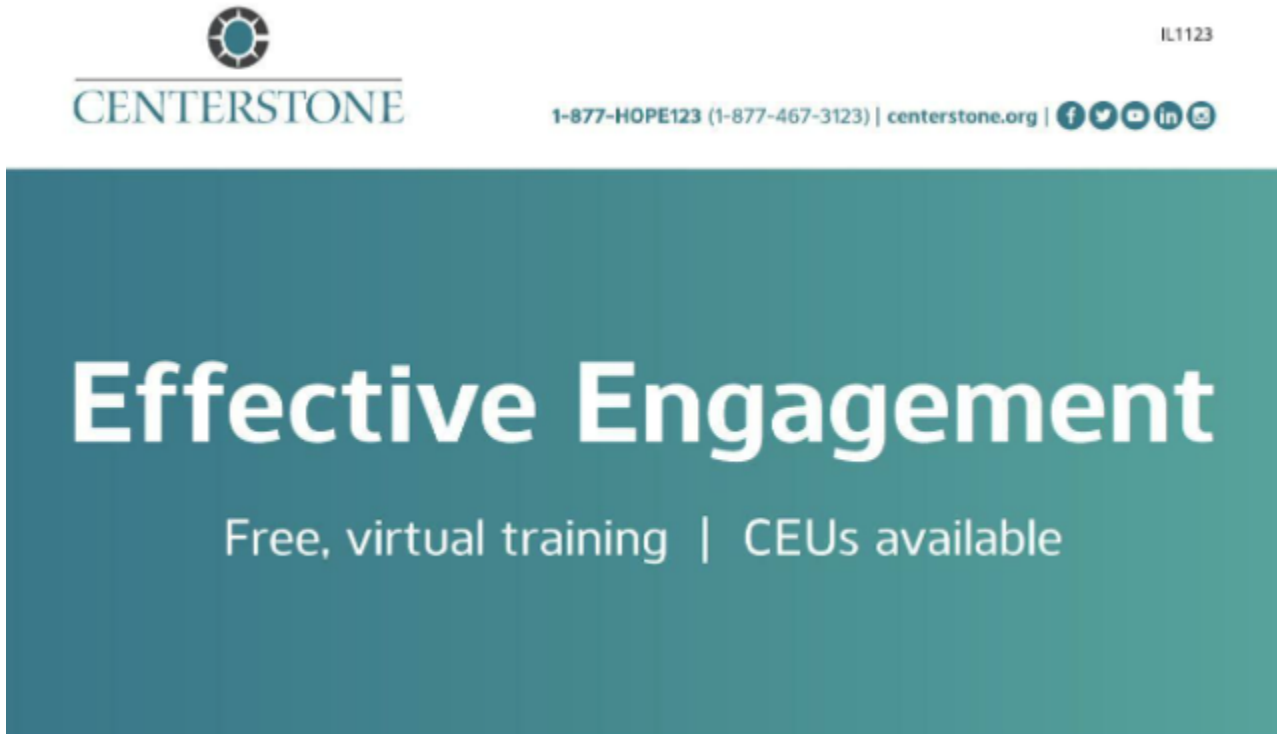 IL1123
CENTERSTONE
1-877-HOPE123 (1-877-467-3123) | centerstone.org |
Effective Engagement
Free, virtual training | CEUs available